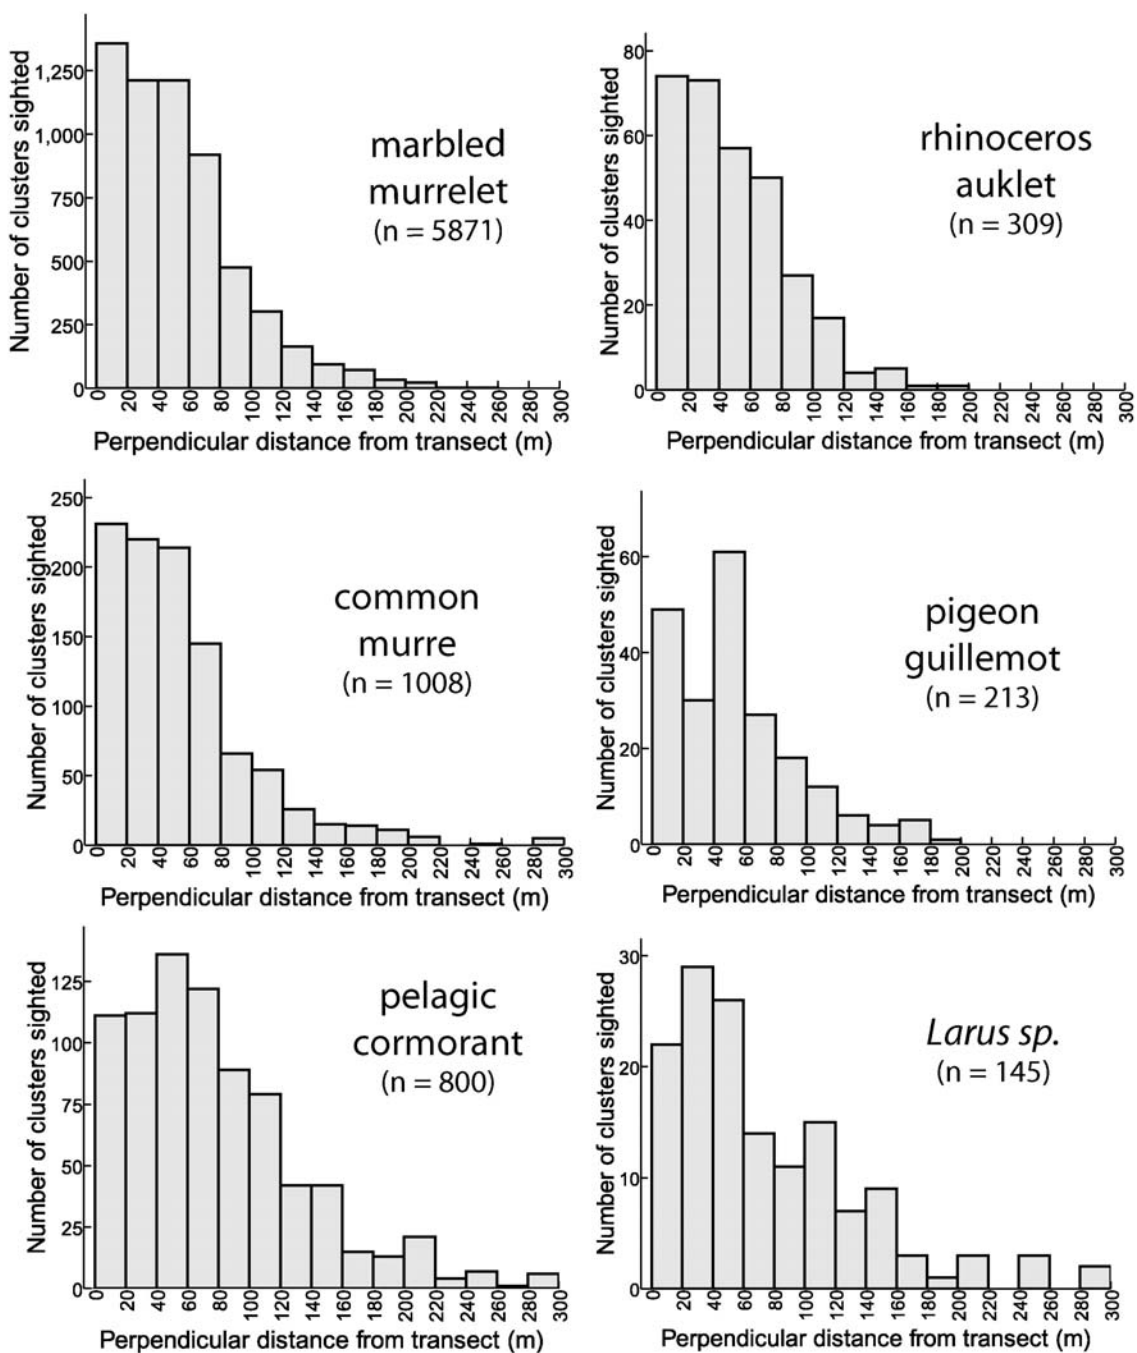 Number of clusters sighted
1,250
1,000
750
500
250
0
marbled
murrelet
(n = 5871)
0 20 40 60 80 100 120 140 160 180 200 220 240 260 280 300
Perpendicular distance from transect (m)
Number of clusters sighted
80
60
40
20
0
rhinoceros
auklet
(n = 309)
0 20 40 60 80 100 120 140 160 180 200 220 240 260 280 300
Perpendicular distance from transect (m)
Number of clusters sighted
250
200
150
100
50
0
common
murre
(n = 1008)
0 20 40 60 80 100 120 140 160 180 200 220 240 260 280 300
Perpendicular distance from transect (m)
Number of clusters sighted
60
40
20
0
pigeon
guillemot
(n = 213)
0 20 40 60 80 100 120 140 160 180 200 220 240 260 280 300
Perpendicular distance from transect (m)
Number of clusters sighted
125
100
75
50
25
0
pelagic
cormorant
(n = 800)
0 20 40 60 80 100 120 140 160 180 200 220 240 260 280 300
Perpendicular distance from transect (m)
Number of clusters sighted
30
20
10
0
Larus sp.
(n = 145)
0 20 40 60 80 100 120 140 160 180 200 220 240 260 280 300
Perpendicular distance from transect (m)